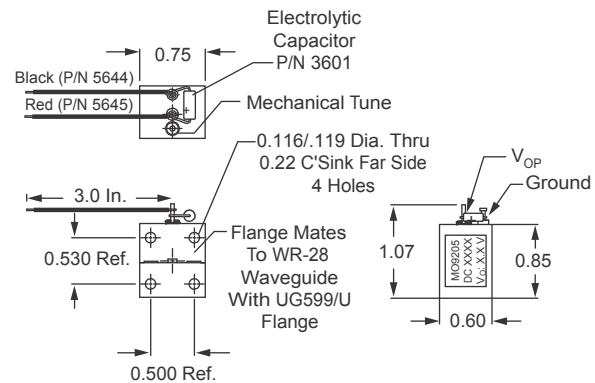 Electrolytic
Capacitor
P/N 3601
0.75
Black (P/N 5644)
Red (P/N 5645)
Mechanical Tune
0.116/.119 Dia. Thru
0.22 C'Sink Far Side
4 Holes
3.0 In.
0.530 Ref.
Flange Mates
To WR-28
Waveguide
With UG599/U
Flange
0.500 Ref.
VOP
Ground
1.07
0.85
0.60
MO9205
DC XXXX
VO: X.X V